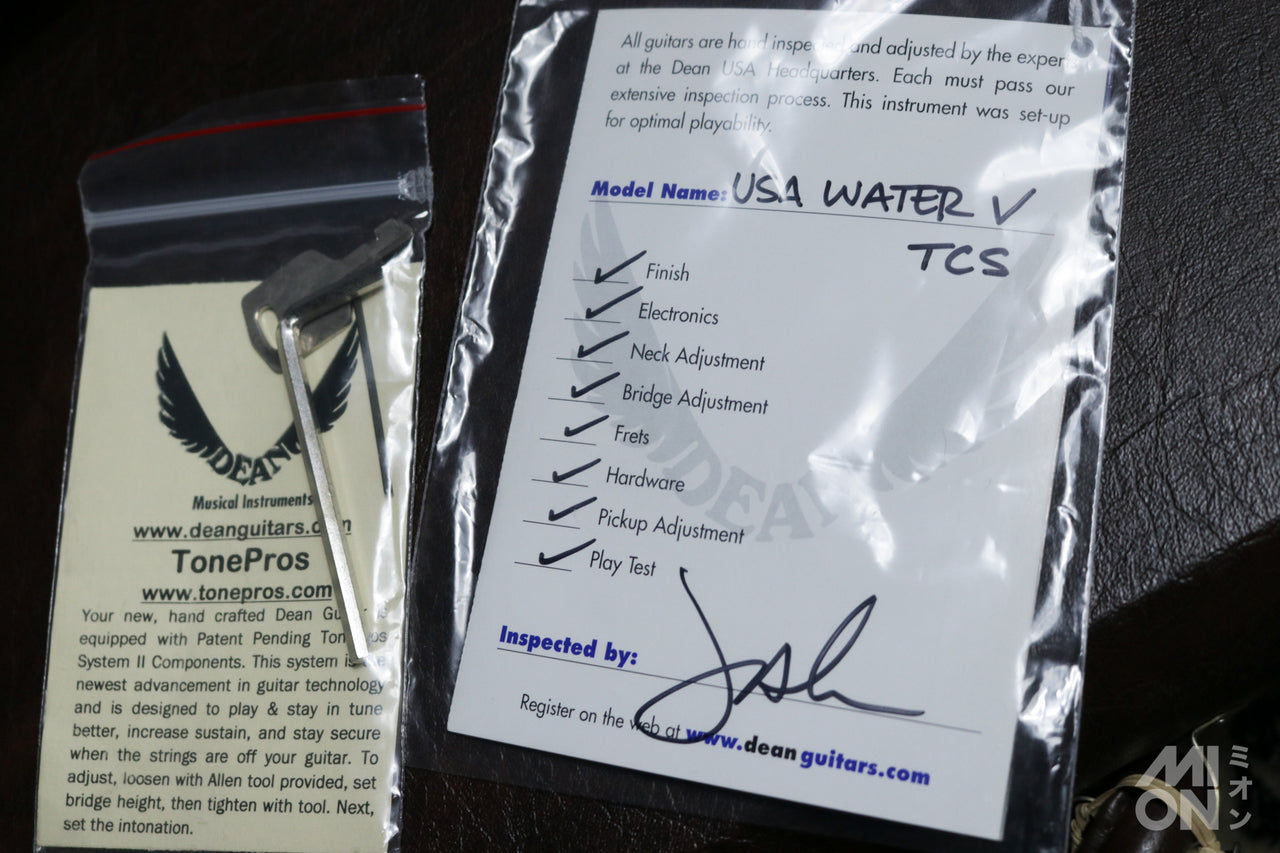 DEAN
Musical Instruments
www.deanguitars.com
TonePros
www.tonepros.com
Your new, hand crafted Dean Guitar is
equipped with Patent Pending TonePros
System II Components. This system is the
newest advancement in guitar technology
and is designed to play & stay in tune
better, increase sustain, and stay secure
when the strings are off your guitar. To
adjust, loosen with Allen tool provided, set
bridge height, then tighten with tool. Next,
set the intonation.
All guitars are hand inspected and adjusted by the experts
at the Dean USA Headquarters. Each must pass our
extensive inspection process. This instrument was set-up
for optimal playability.
Model Name: USA WATER V
TCS
Finish
Electronics
Neck Adjustment
Bridge Adjustment
Frets
Hardware
Pickup Adjustment
Play Test
DEAN
Inspected by: Josh
Register on the web at www.deanguitars.com
MION
ミオン